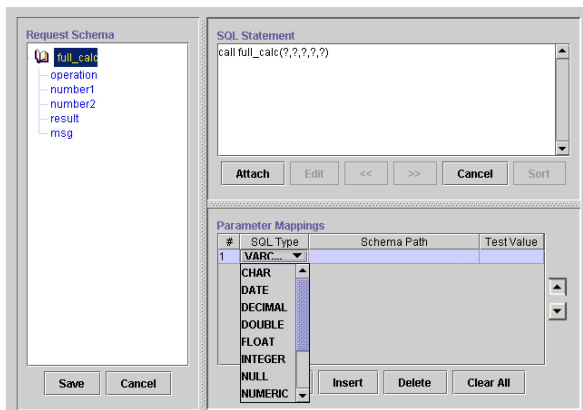 Request Schema
full_calc
operation
number1
number2
result
msg
Save Cancel
SQL Statement
call full_calc(?,?,?,?,?)
Attach Edit << >> Cancel Sort
Parameter Mappings
# SQL Type Schema Path Test Value
1 VARC...
CHAR
DATE
DECIMAL
DOUBLE
FLOAT
INTEGER
NULL
NUMERIC
Insert Delete Clear All